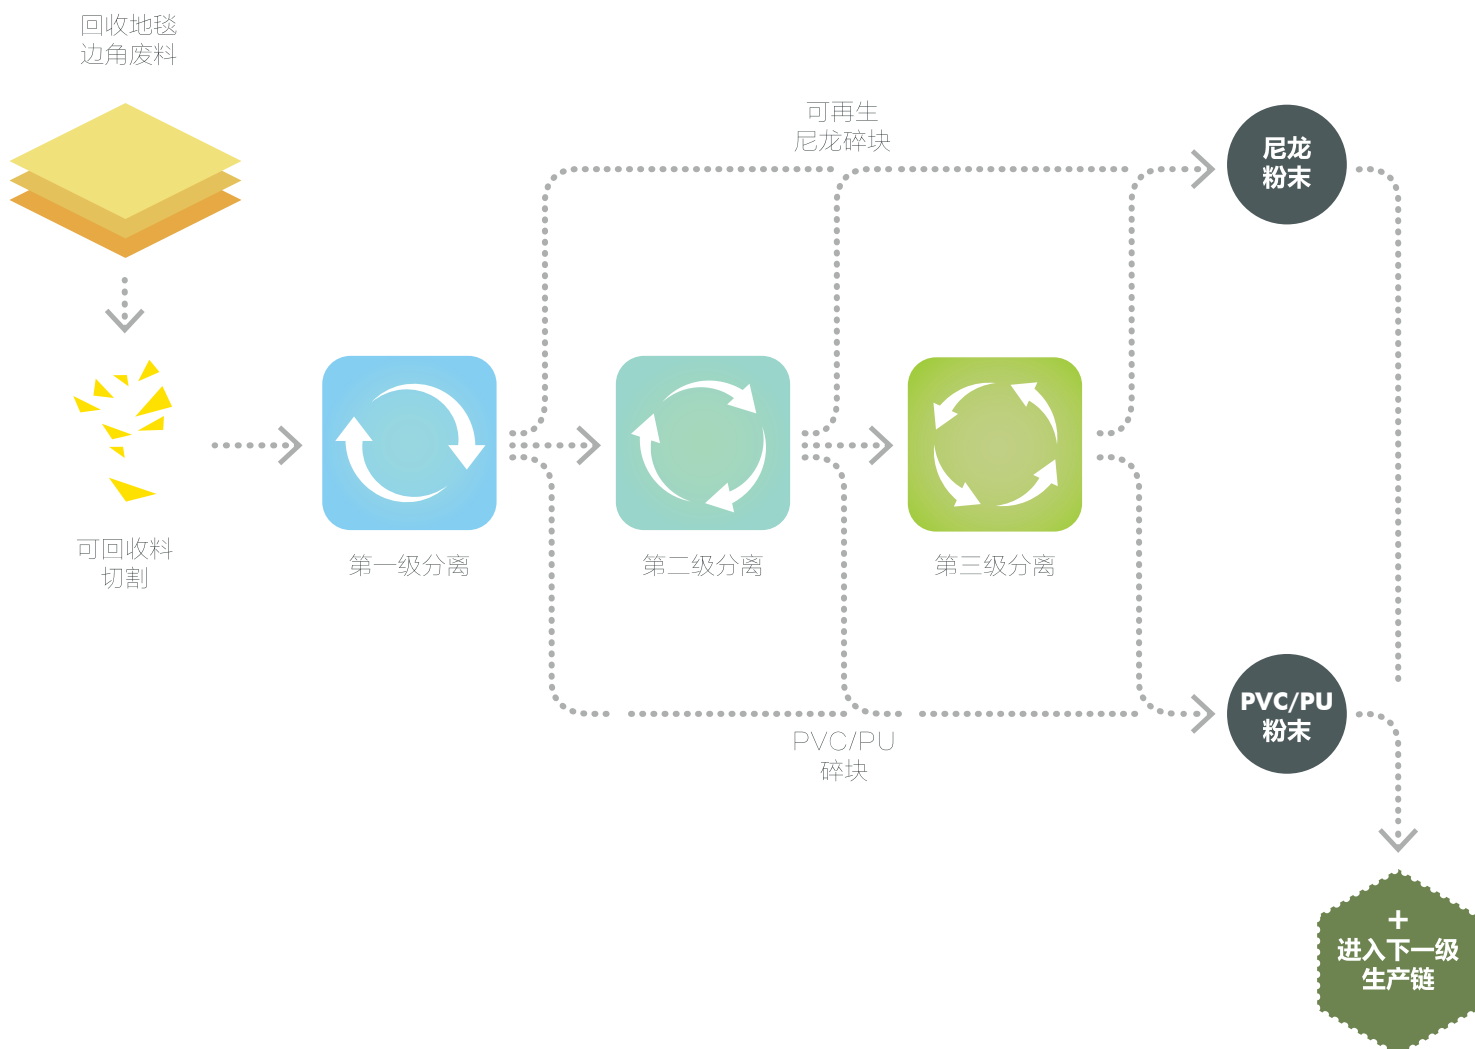 回收地毯
边角废料
可再生
尼龙碎块
尼龙
粉末
可回收料
切割
第一级分离
第二级分离
第三级分离
PVC/PU
粉末
PVC/PU
碎块
+
进入下一级
生产链